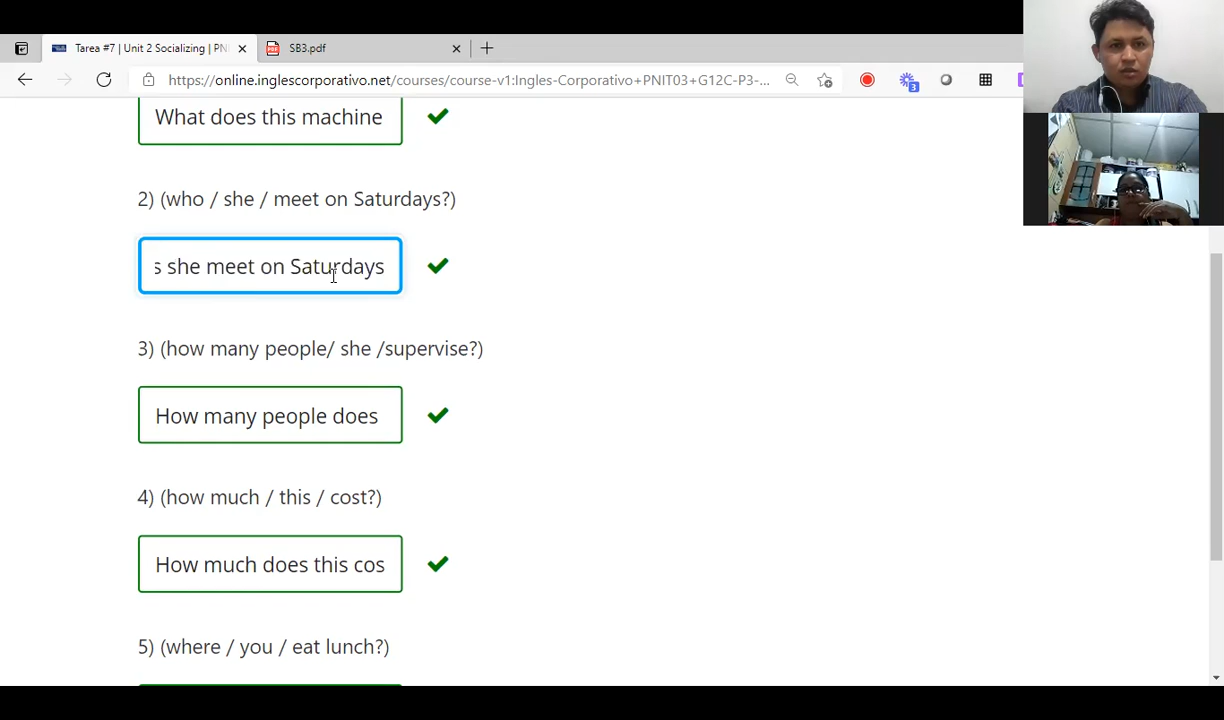 Tarea #7 | Unit 2 Socializing | PN
SB3.pdf
https://online.inglescorporativo.net/courses/course-v1:Ingles-Corporativo+PNIT03+G12C-P3-...
3
What does this machine
2) (who / she / meet on Saturdays?)
s she meet on Saturdays
3) (how many people/ she /supervise?)
How many people does
4) (how much / this / cost?)
How much does this cos
5) (where / you / eat lunch?)